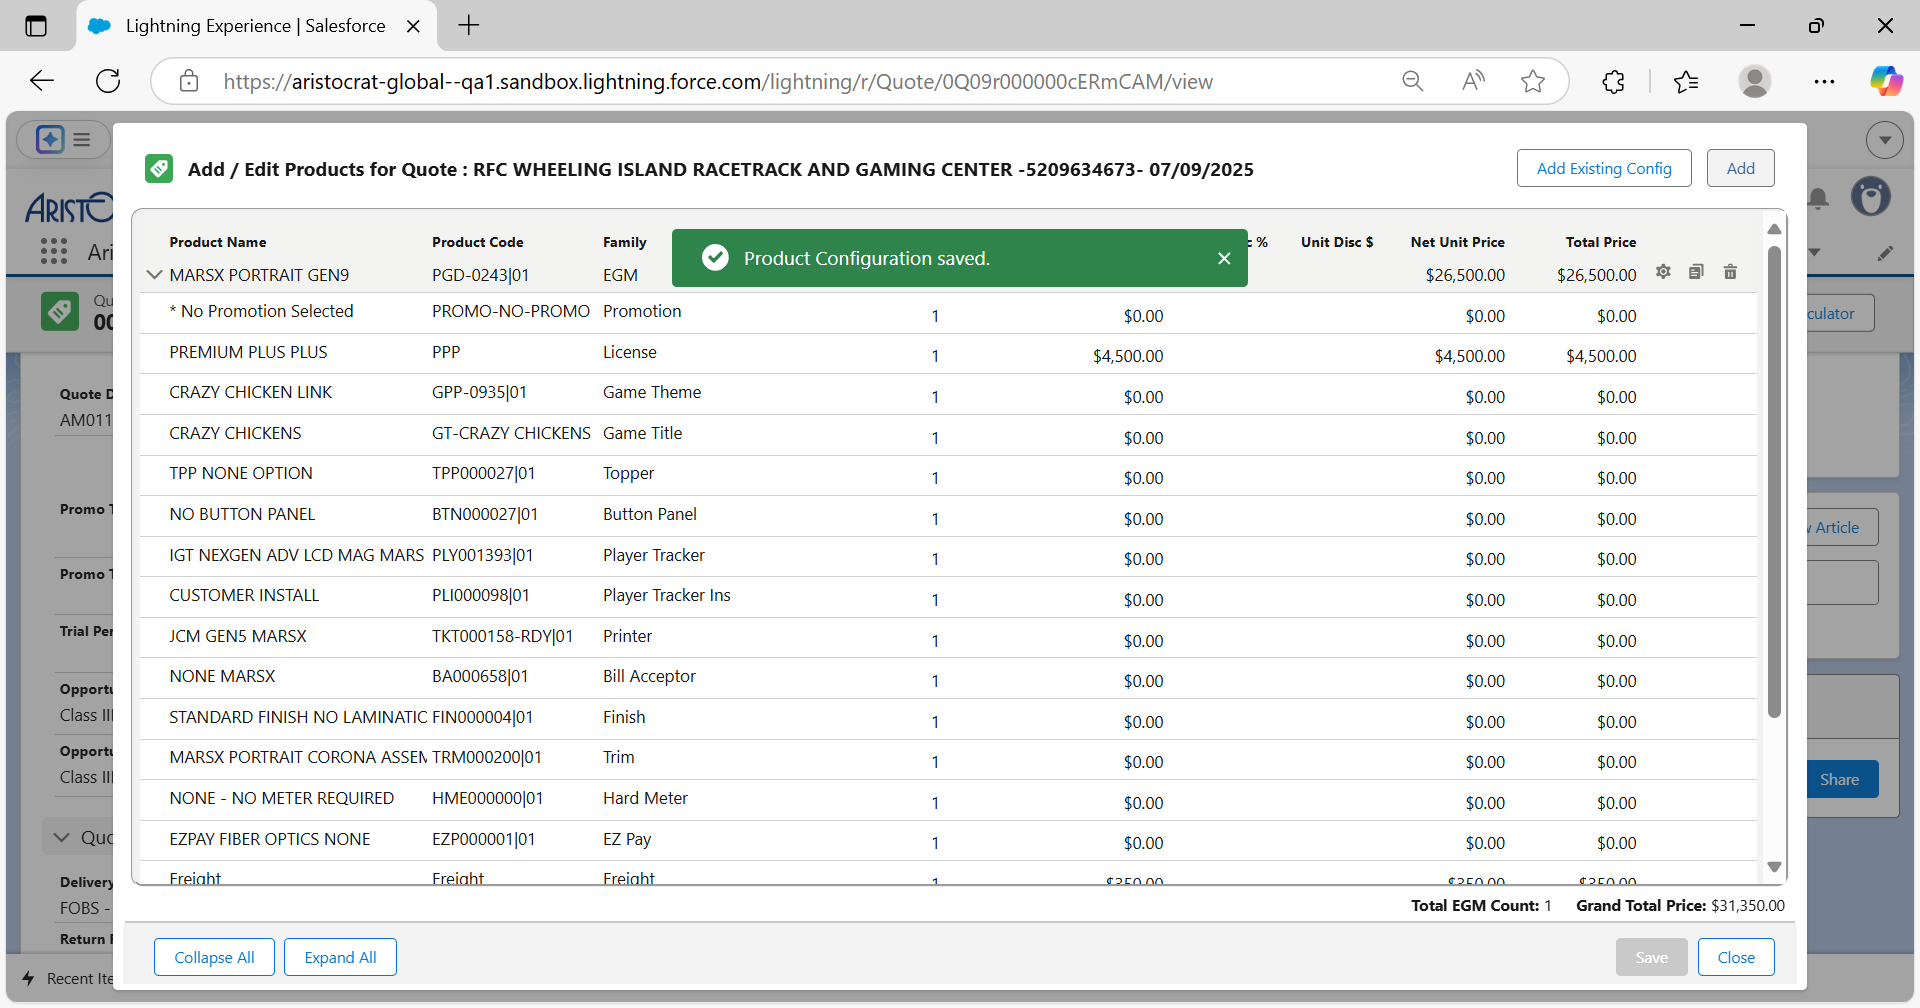 Lightning Experience | Salesforce
https://aristocrat-global--qa1.sandbox.lightning.force.com/lightning/r/Quote/0Q09r000000cERmCAM/view
Add / Edit Products for Quote : RFC WHEELING ISLAND RACETRACK AND GAMING CENTER -5209634673- 07/09/2025
Add Existing Config
Add
ARISTO
Ari
Product Name Product Code Family c % Unit Disc $ Net Unit Price Total Price
Product Configuration saved.
MARSX PORTRAIT GEN9 PGD-0243|01 EGM $26,500.00 $26,500.00
* No Promotion Selected PROMO-NO-PROMO Promotion 1 $0.00 $0.00 $0.00
PREMIUM PLUS PLUS PPP License 1 $4,500.00 $4,500.00 $4,500.00
CRAZY CHICKEN LINK GPP-0935|01 Game Theme 1 $0.00 $0.00 $0.00
CRAZY CHICKENS GT-CRAZY CHICKENS Game Title 1 $0.00 $0.00 $0.00
TPP NONE OPTION TPP000027|01 Topper 1 $0.00 $0.00 $0.00
NO BUTTON PANEL BTN000027|01 Button Panel 1 $0.00 $0.00 $0.00
IGT NEXGEN ADV LCD MAG MARS PLY001393|01 Player Tracker 1 $0.00 $0.00 $0.00
CUSTOMER INSTALL PLI000098|01 Player Tracker Ins 1 $0.00 $0.00 $0.00
JCM GEN5 MARSX TKT000158-RDY|01 Printer 1 $0.00 $0.00 $0.00
NONE MARSX BA000658|01 Bill Acceptor 1 $0.00 $0.00 $0.00
STANDARD FINISH NO LAMINATIC FIN000004|01 Finish 1 $0.00 $0.00 $0.00
MARSX PORTRAIT CORONA ASSEM TRM000200|01 Trim 1 $0.00 $0.00 $0.00
NONE - NO METER REQUIRED HME000000|01 Hard Meter 1 $0.00 $0.00 $0.00
EZPAY FIBER OPTICS NONE EZP000001|01 EZ Pay 1 $0.00 $0.00 $0.00
Freight Freight Freight 1 $350.00 $350.00 $350.00
Total EGM Count: 1 Grand Total Price: $31,350.00
Collapse All
Expand All
Save
Close
Qu
00
Quote D
AM011
Promo T
Promo T
Trial Per
Opportu
Class III
Opportu
Class III
Quo
Delivery
FOBS -
Return P
Recent Ite
culator
v Article
Share